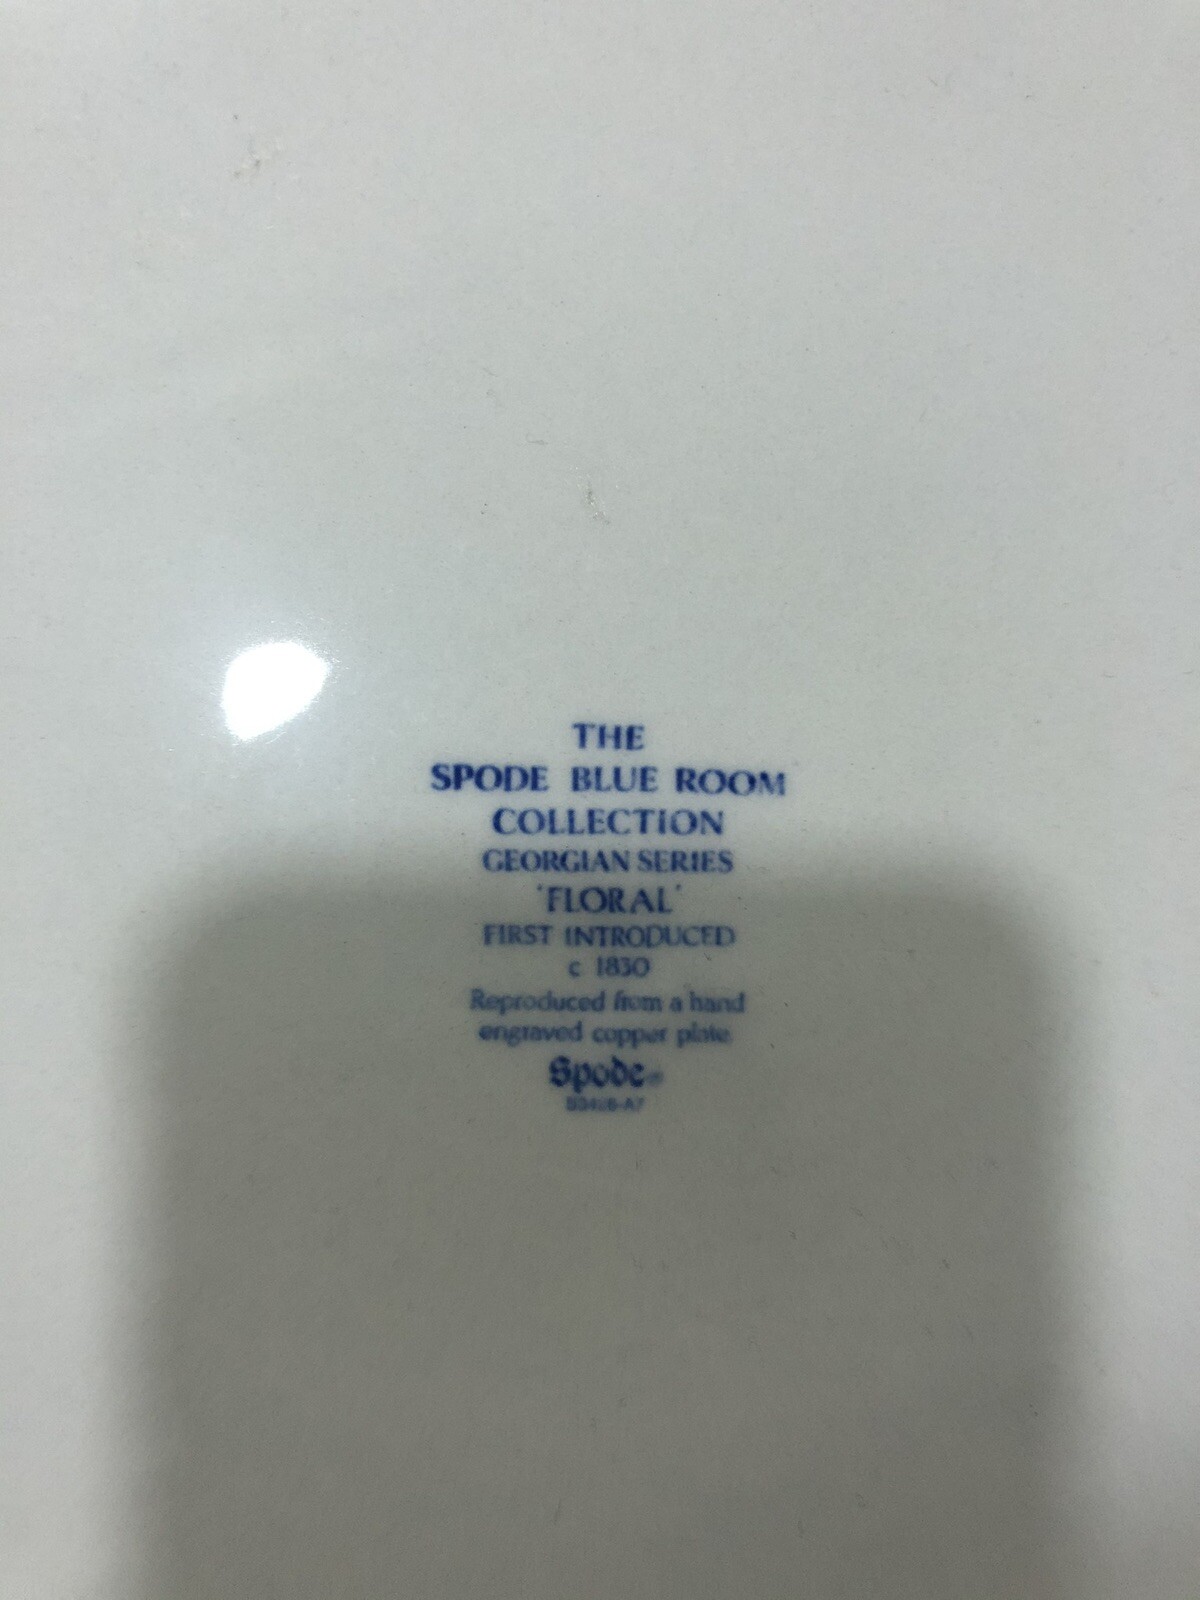 THE
SPODE BLUE ROOM
COLLECTION
GEORGIAN SERIES
'FLORAL'
FIRST INTRODUCED
c 1830
Reproduced from a hand
engraved copper plate
Spode®